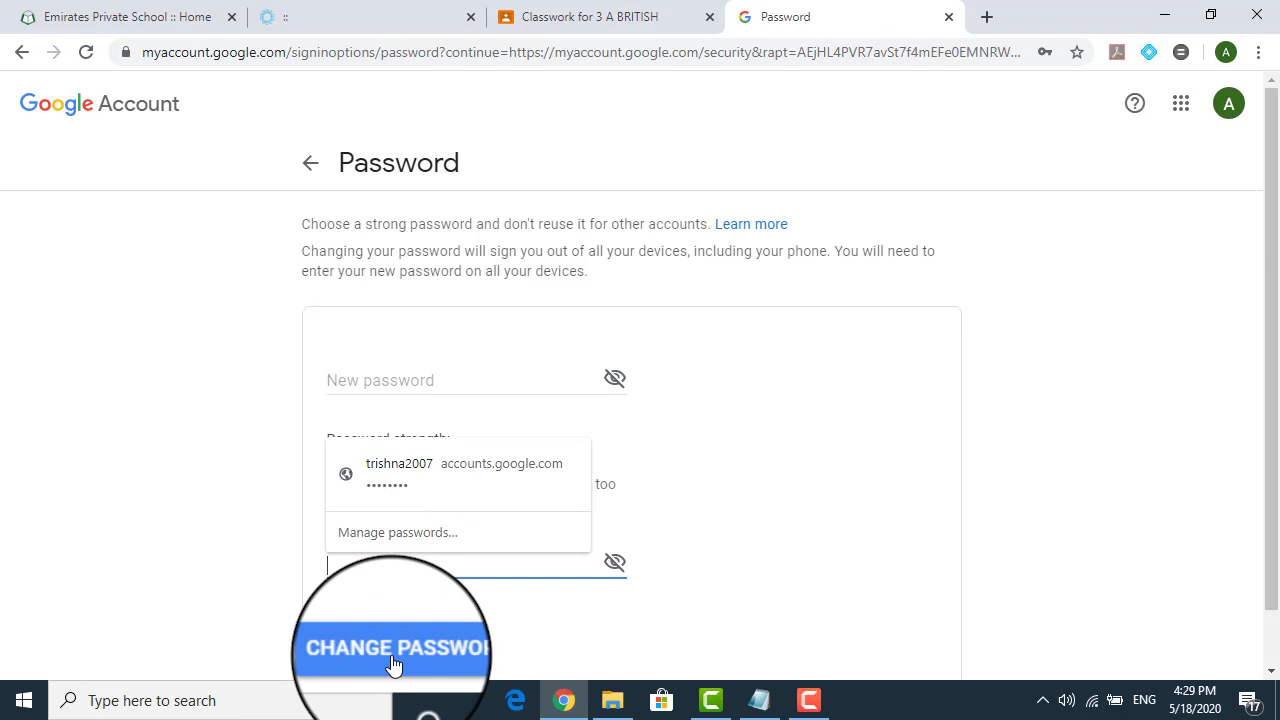 Emirates Private School :: Home
::
Classwork for 3 A BRITISH
Password
myaccount.google.com/signinoptions/password?continue=https://myaccount.google.com/security&rapt=AEjHL4PVR7avSt7f4mEFe0EMNRW...
A
Google Account
A
Password
Choose a strong password and don't reuse it for other accounts. Learn more
Changing your password will sign you out of all your devices, including your phone. You will need to
enter your new password on all your devices.
New password
Password strength:
trishna2007 accounts.google.com
••••••••
too
Manage passwords...
CHANGE
Type here to search
ENG
4:29 PM
5/18/2020
17